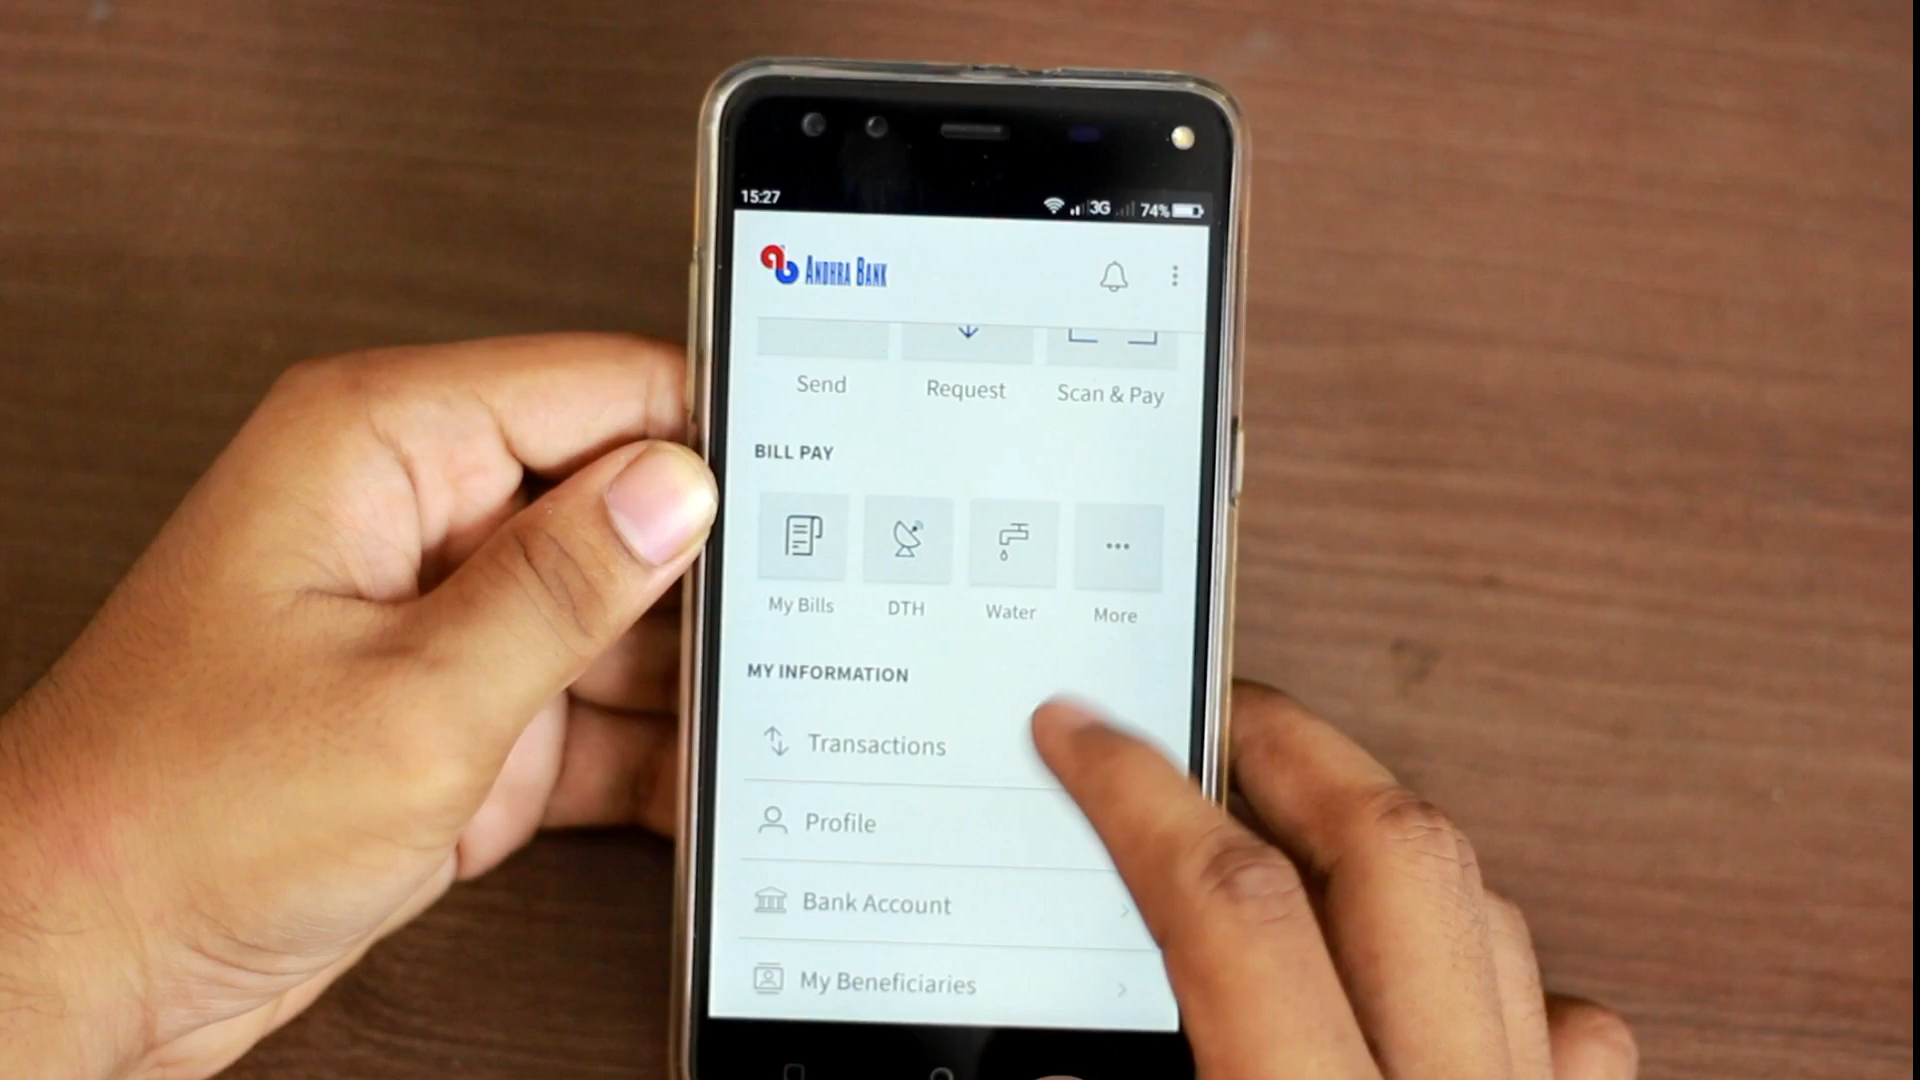 15:27
3G 74%
ANDHRA BANK
Send Request Scan & Pay
BILL PAY
My Bills DTH Water More
MY INFORMATION
Transactions
Profile
Bank Account
My Beneficiaries